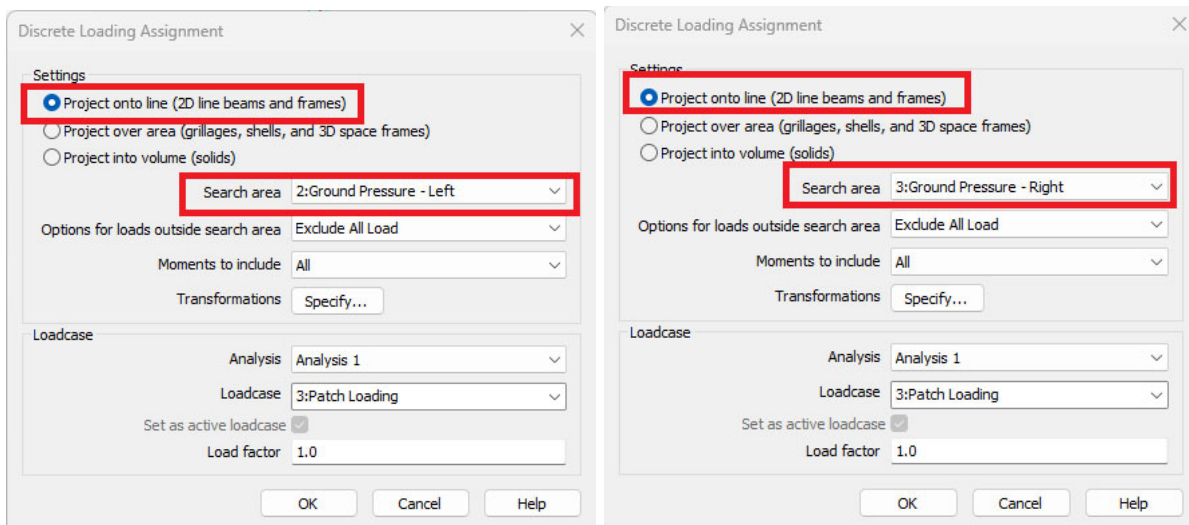 Discrete Loading Assignment
Settings
Project onto line (2D line beams and frames)
Project over area (grillages, shells, and 3D space frames)
Project into volume (solids)
Search area 2:Ground Pressure - Left
Options for loads outside search area Exclude All Load
Moments to include All
Transformations Specify...
Loadcase
Analysis Analysis 1
Loadcase 3:Patch Loading
Set as active loadcase
Load factor 1.0
OK Cancel Help
Discrete Loading Assignment
Settings
Project onto line (2D line beams and frames)
Project over area (grillages, shells, and 3D space frames)
Project into volume (solids)
Search area 3:Ground Pressure - Right
Options for loads outside search area Exclude All Load
Moments to include All
Transformations Specify...
Loadcase
Analysis Analysis 1
Loadcase 3:Patch Loading
Set as active loadcase
Load factor 1.0
OK Cancel Help